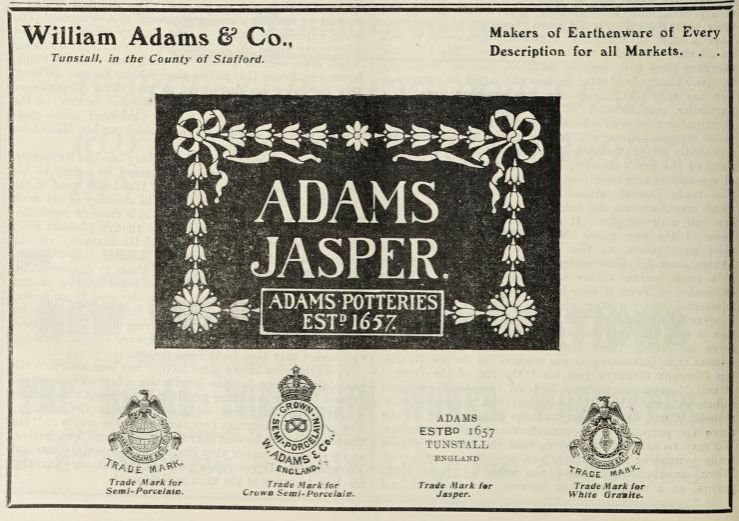 William Adams & Co.,
Tunstall, in the County of Stafford.
Makers of Earthenware of Every
Description for all Markets. . .
ADAMS
JASPER.
ADAMS·POTTERIES
ESTD 1657.
TRADE MARK.
Trade Mark for
Semi-Porcelain.
CROWN
SEMI-PORCELAIN
W. ADAMS & Co.
ENGLAND.
Trade Mark for
Crown Semi-Porcelain.
ADAMS
ESTBD 1657
TUNSTALL
ENGLAND
Trade Mark for
Jasper.
TRADE MARK.
Trade Mark for
White Granite.